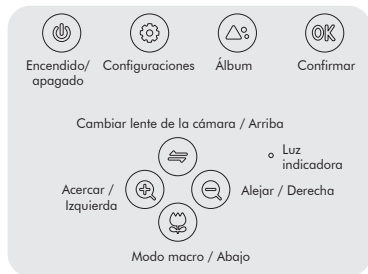 OK
Encendido/ Configuraciones Álbum Confirmar
apagado
Cambiar lente de la cámara / Arriba
Luz
indicadora
Acercar /
Izquierda
Alejar / Derecha
Modo macro / Abajo